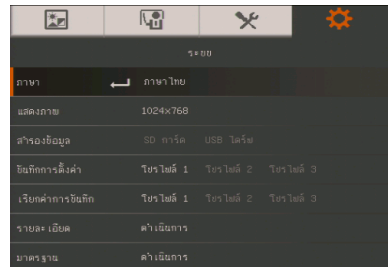 ระบบ
ภาษา ภาษาไทย
แสดงภาพ 1024x768
สำรองข้อมูล SD การ์ด USB ไดร์ฟ
บันทึกการตั้งค่า โปรไฟล์ 1 โปรไฟล์ 2 โปรไฟล์ 3
เรียกค่าการบันทึก โปรไฟล์ 1 โปรไฟล์ 2 โปรไฟล์ 3
รายละเอียด ดำเนินการ
มาตรฐาน ดำเนินการ